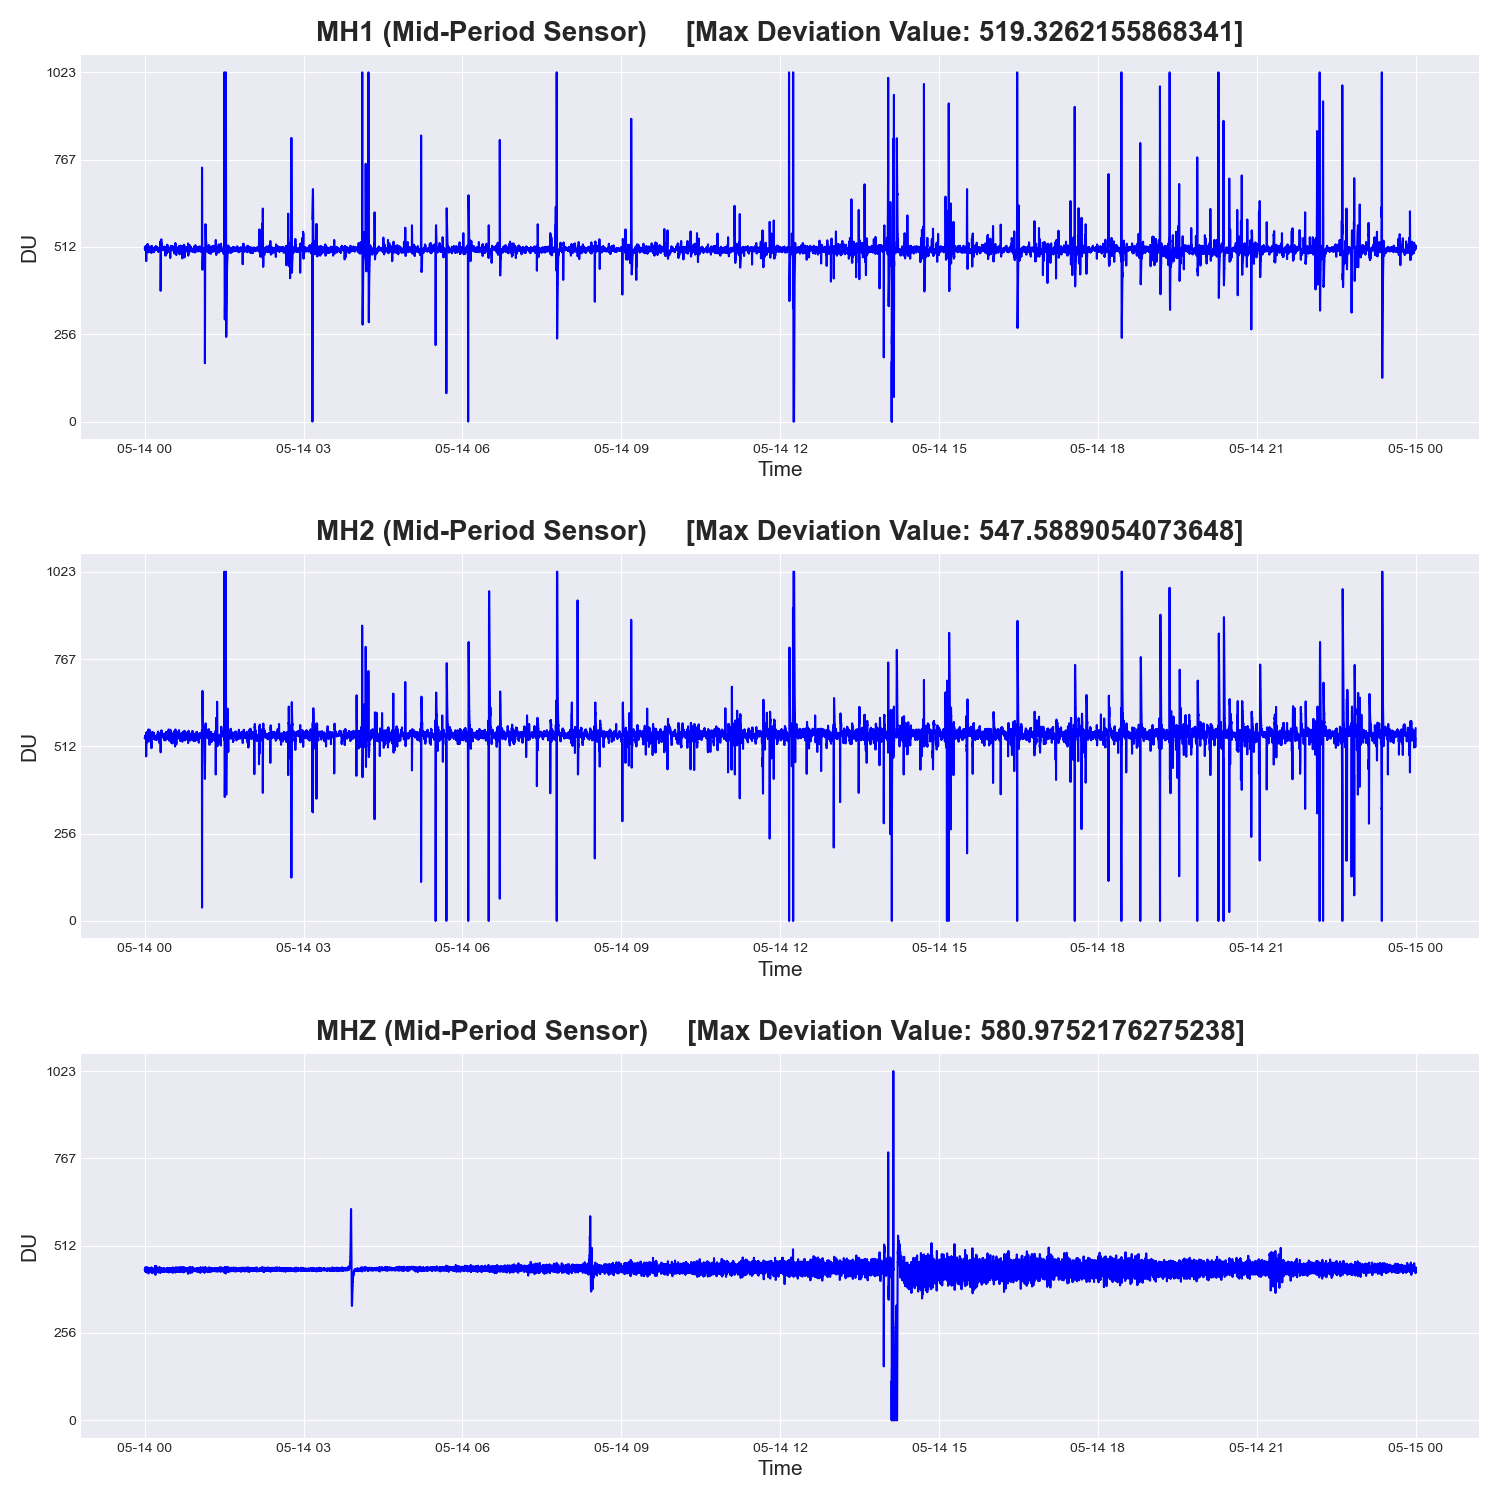 MH1 (Mid-Period Sensor) [Max Deviation Value: 519.3262155868341]
1023
767
512
256
0
DU
05-14 00 05-14 03 05-14 06 05-14 09 05-14 12 05-14 15 05-14 18 05-14 21 05-15 00
Time
MH2 (Mid-Period Sensor) [Max Deviation Value: 547.5889054073648]
1023
767
512
256
0
DU
05-14 00 05-14 03 05-14 06 05-14 09 05-14 12 05-14 15 05-14 18 05-14 21 05-15 00
Time
MHZ (Mid-Period Sensor) [Max Deviation Value: 580.9752176275238]
1023
767
512
256
0
DU
05-14 00 05-14 03 05-14 06 05-14 09 05-14 12 05-14 15 05-14 18 05-14 21 05-15 00
Time